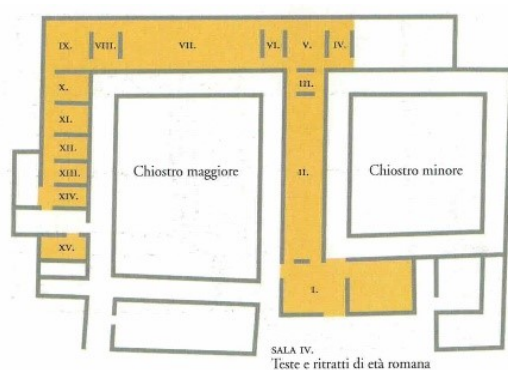 IX. VIII. VII. VI. V. IV.
III.
X.
XI.
XII.
XIII.
XIV.
XV.
Chiostro maggiore
II.
Chiostro minore
I.
SALA IV.
Teste e ritratti di età romana